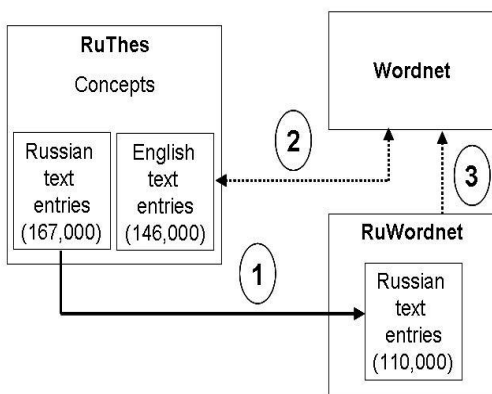 RuThes
Concepts
Russian
text
entries
(167,000)
English
text
entries
(146,000)
Wordnet
2
3
1
RuWordnet
Russian
text
entries
(110,000)